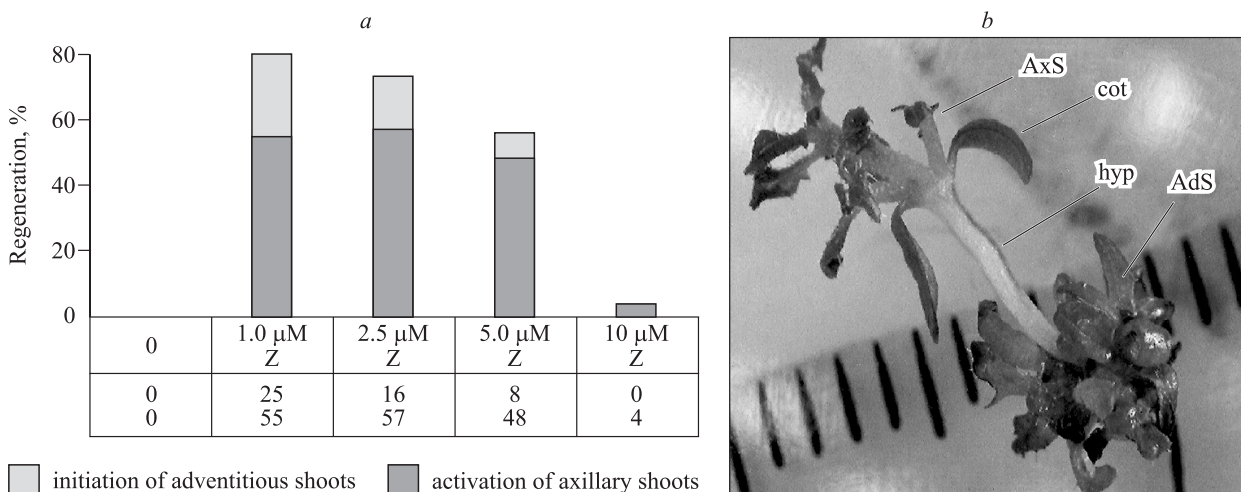 a
b
Regeneration, %
80
60
40
20
0
0 1.0 μM Z 2.5 μM Z 5.0 μM Z 10 μM Z
0 25 16 8 0
0 55 57 48 4
initiation of adventitious shoots activation of axillary shoots
AxS
cot
hyp
AdS